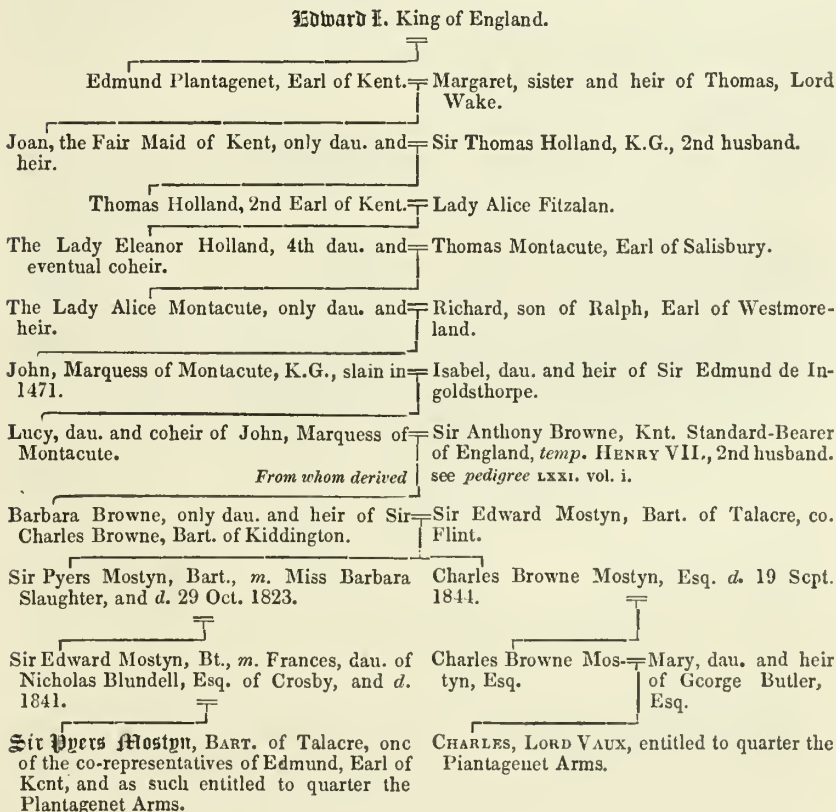 Edward I. King of England.
Edmund Plantagenet, Earl of Kent. Margaret, sister and heir of Thomas, Lord
Wake.
Joan, the Fair Maid of Kent, only dau. and Sir Thomas Holland, K.G., 2nd husband.
heir.
Thomas Holland, 2nd Earl of Kent. Lady Alice Fitzalan.
The Lady Eleanor Holland, 4th dau. and Thomas Montacute, Earl of Salisbury.
eventual coheir.
The Lady Alice Montacute, only dau. and Richard, son of Ralph, Earl of Westmore-
heir. land.
John, Marquess of Montacute, K.G., slain in Isabel, dau. and heir of Sir Edmund de In-
1471. goldsthorpe.
Lucy, dau. and coheir of John, Marquess of Sir Anthony Browne, Knt. Standard-Bearer
Montacute. of England, temp. HENRY VII., 2nd husband.
From whom derived see pedigree LXXI. vol. i.
Barbara Browne, only dau. and heir of Sir Sir Edward Mostyn, Bart. of Talacre, co.
Charles Browne, Bart. of Kiddington. Flint.
Sir Pyers Mostyn, Bart., m. Miss Barbara Charles Browne Mostyn, Esq. d. 19 Sept.
Slaughter, and d. 29 Oct. 1823. 1844.
Sir Edward Mostyn, Bt., m. Frances, dau. of Charles Browne Mos- Mary, dau. and heir
Nicholas Blundell, Esq. of Crosby, and d. tyn, Esq. of George Butler,
1841. Esq.
Sir Pyers Mostyn, BART. of Talacre, one CHARLES, LORD VAUX, entitled to quarter the
of the co-representatives of Edmund, Earl of Plantagenet Arms.
Kent, and as such entitled to quarter the
Plantagenet Arms.